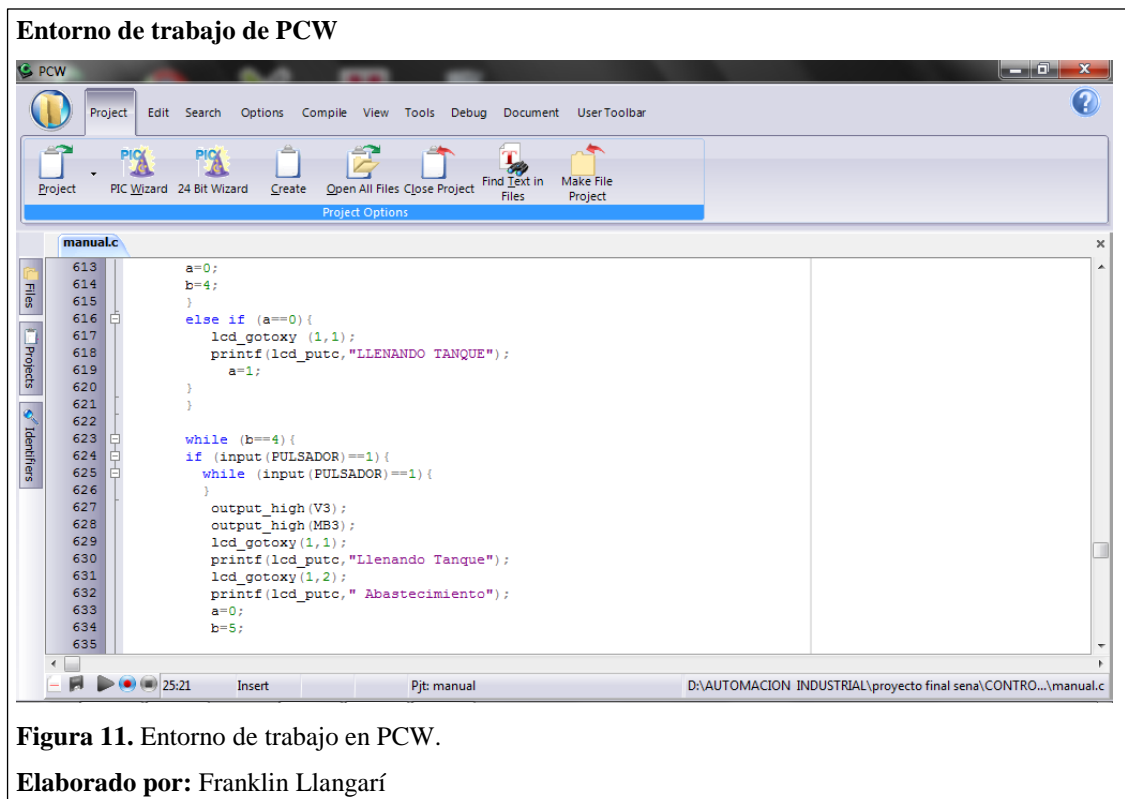 Entorno de trabajo de PCW
PCW
Project Edit Search Options Compile View Tools Debug Document User Toolbar
Project PIC Wizard 24 Bit Wizard Create Open All Files Close Project Find Text in Files Make File Project
Project Options
manual.c
Files
Projects
Identifiers
613 a=0;
614 b=4;
615 }
616 else if (a==0){
617 lcd_gotoxy (1,1);
618 printf(lcd_putc,"LLENANDO TANQUE");
619 a=1;
620 }
621 }
622
623 while (b==4){
624 if (input(PULSADOR)==1){
625 while (input(PULSADOR)==1){
626 }
627 output_high(V3);
628 output_high(MB3);
629 lcd_gotoxy(1,1);
630 printf(lcd_putc,"Llenando Tanque");
631 lcd_gotoxy(1,2);
632 printf(lcd_putc," Abastecimiento");
633 a=0;
634 b=5;
635
25:21 Insert Pjt: manual D:\AUTOMACION INDUSTRIAL\proyecto final sena\CONTRO...\manual.c
Figura 11. Entorno de trabajo en PCW.
Elaborado por: Franklin Llangarí